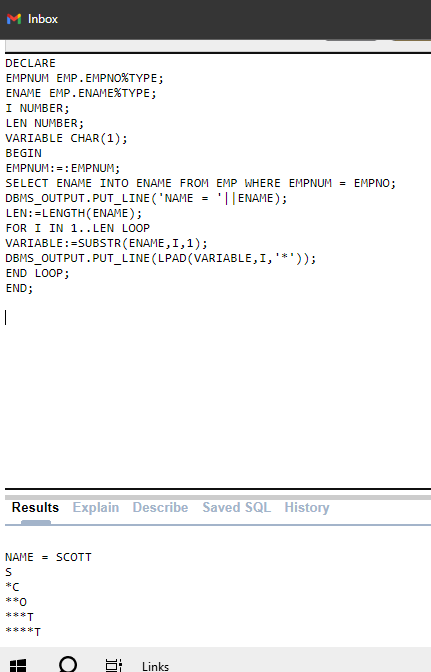 Inbox
DECLARE
EMPNUM EMP.EMPNO%TYPE;
ENAME EMP.ENAME%TYPE;
I NUMBER;
LEN NUMBER;
VARIABLE CHAR(1);
BEGIN
EMPNUM:=:EMPNUM;
SELECT ENAME INTO ENAME FROM EMP WHERE EMPNUM = EMPNO;
DBMS_OUTPUT.PUT_LINE('NAME = '||ENAME);
LEN:=LENGTH(ENAME);
FOR I IN 1..LEN LOOP
VARIABLE:=SUBSTR(ENAME,I,1);
DBMS_OUTPUT.PUT_LINE(LPAD(VARIABLE,I,'*'));
END LOOP;
END;
Results Explain Describe Saved SQL History
NAME = SCOTT
S
*C
**O
***T
****T
Links